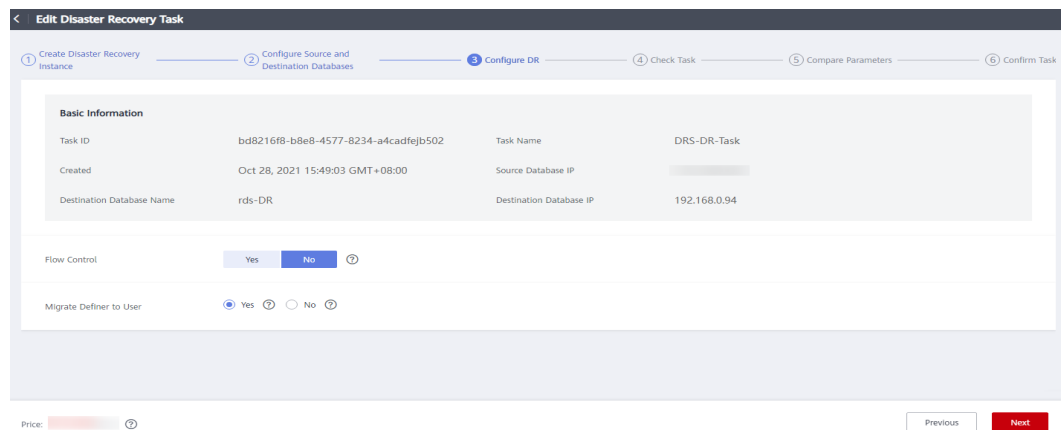 < Edit Disaster Recovery Task
1 Create Disaster Recovery
Instance
2 Configure Source and
Destination Databases
3 Configure DR
4 Check Task
5 Compare Parameters
6 Confirm Task
Basic Information
Task ID bd8216f8-b8e8-4577-8234-a4cadfejb502 Task Name DRS-DR-Task
Created Oct 28, 2021 15:49:03 GMT+08:00 Source Database IP
Destination Database Name rds-DR Destination Database IP 192.168.0.94
Flow Control Yes No ?
Migrate Definer to User Yes ? No ?
Price: ? Previous Next